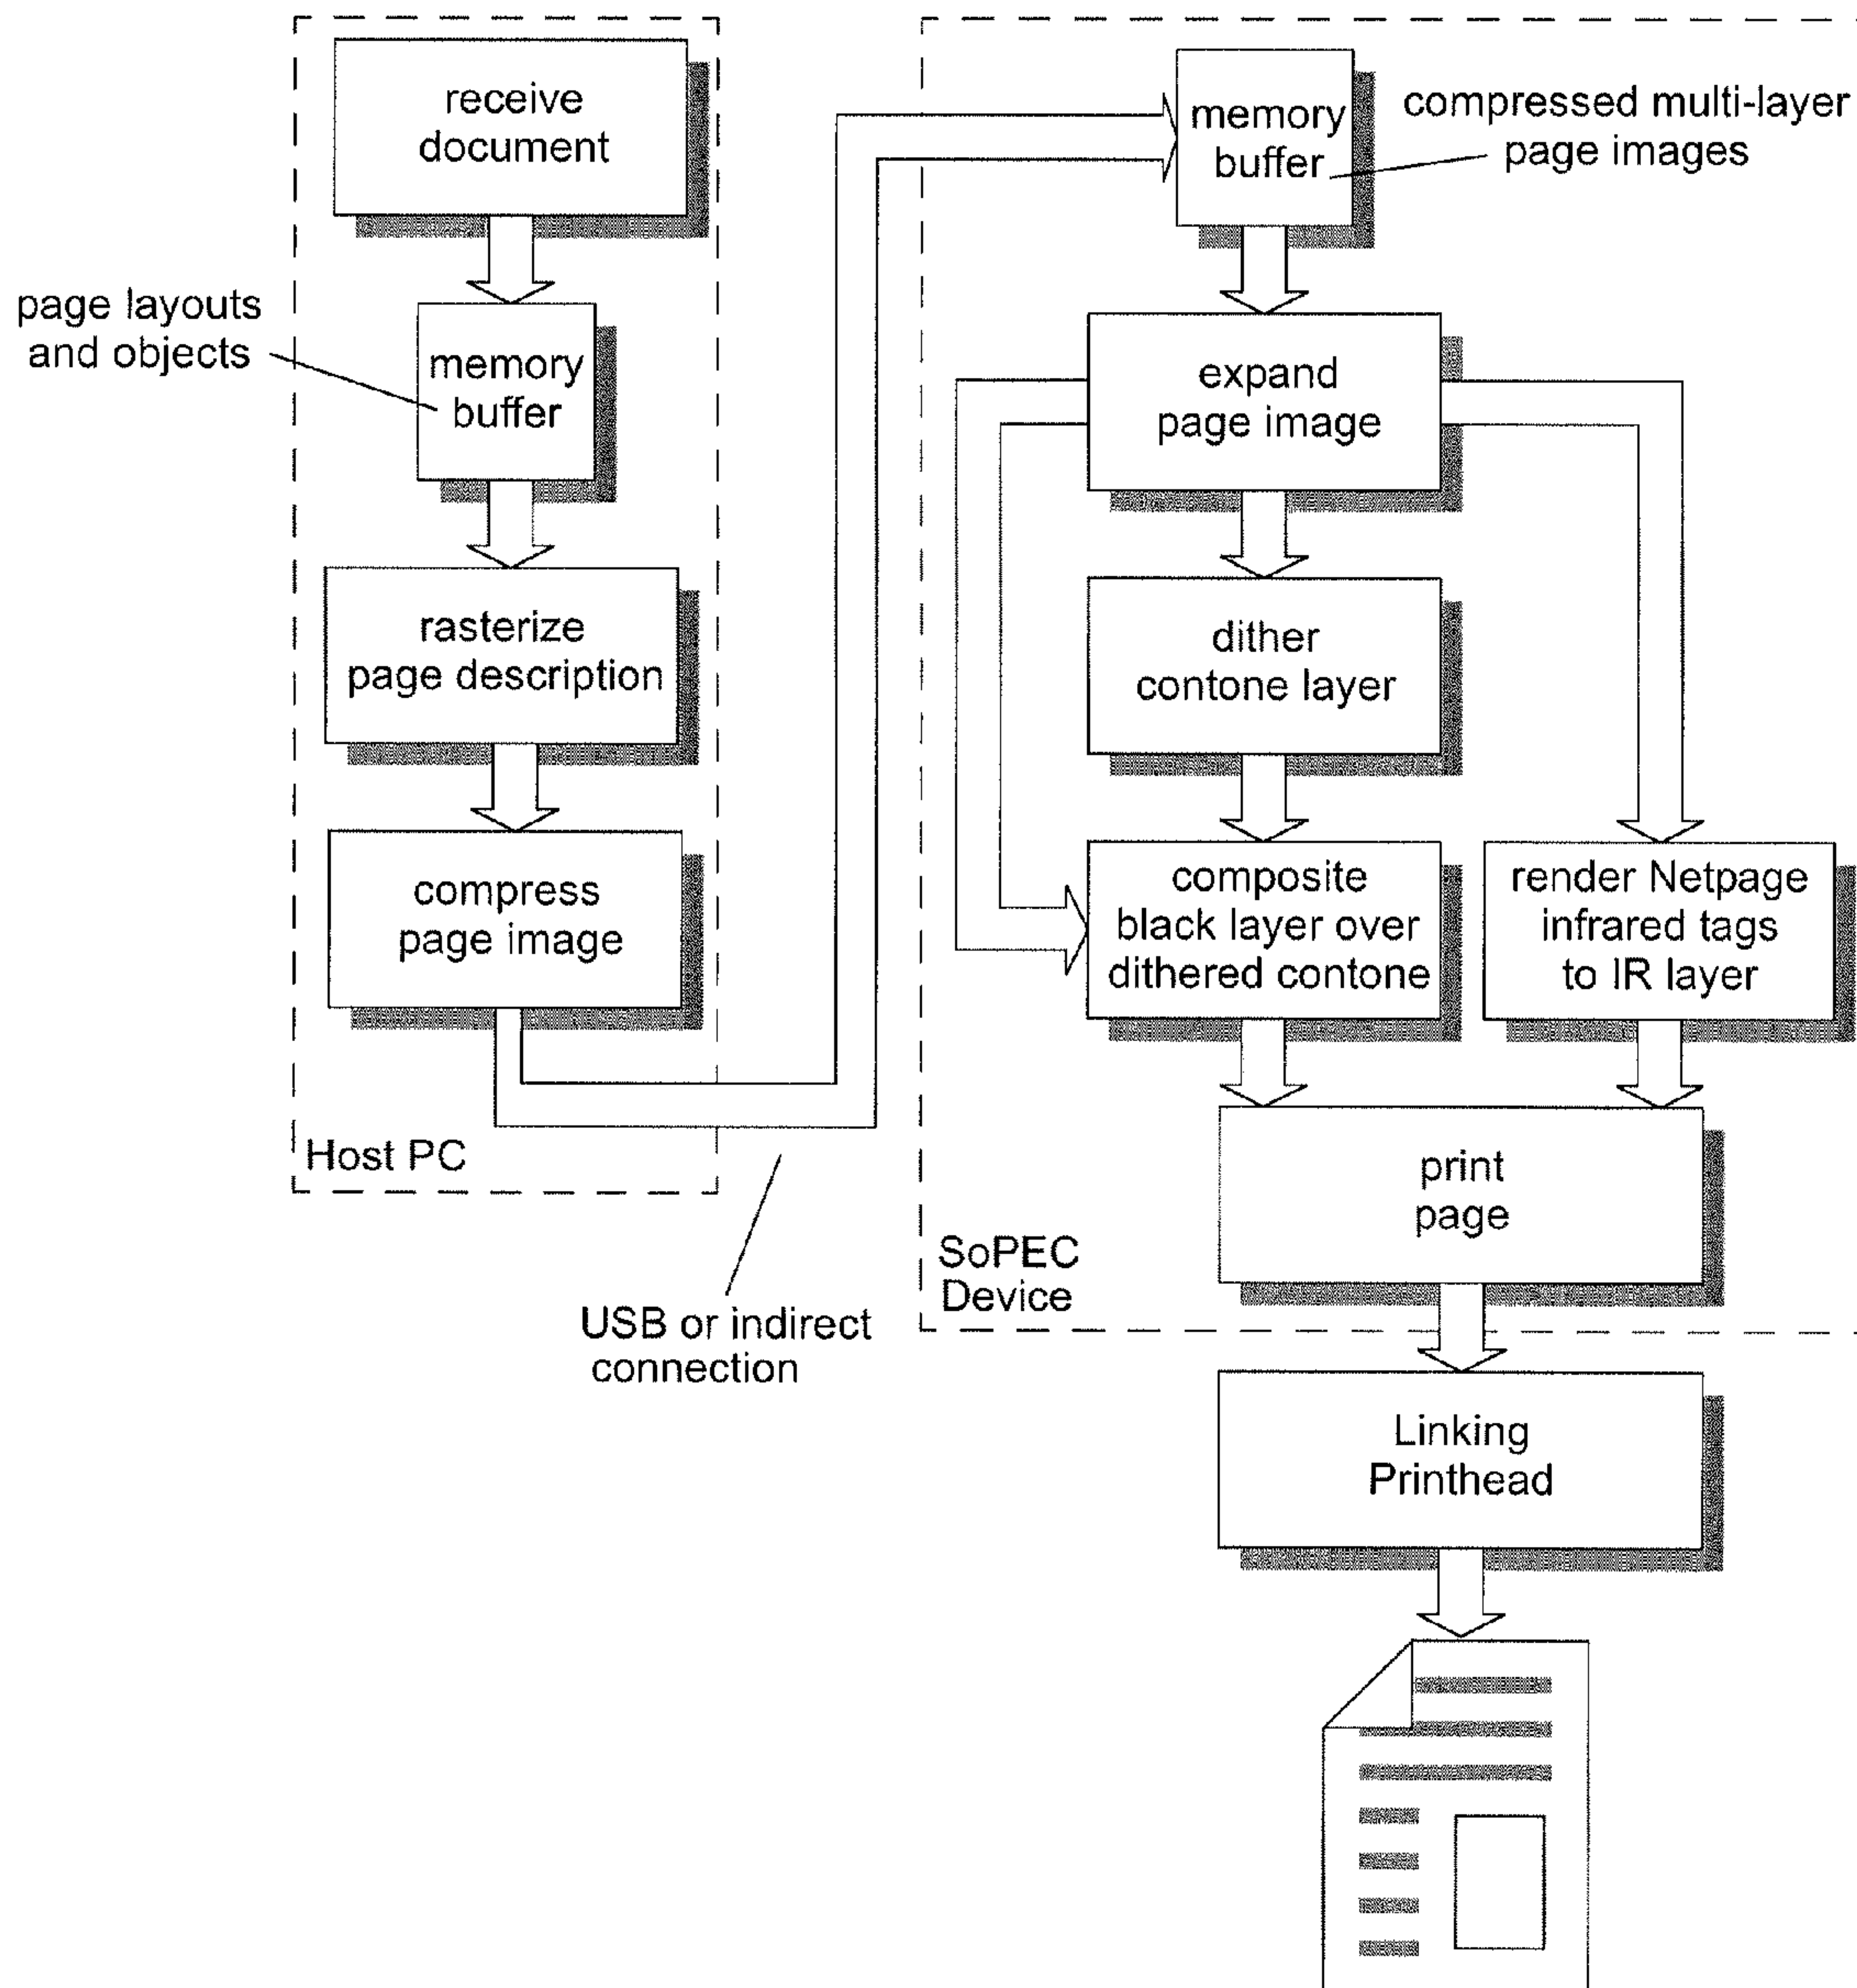 receive
document
page layouts
and objects
memory
buffer
rasterize
page description
compress
page image
Host PC
USB or indirect
connection
memory
buffer
compressed multi-layer
page images
expand
page image
dither
contone layer
composite
black layer over
dithered contone
render Netpage
infrared tags
to IR layer
print
page
SoPEC
Device
Linking
Printhead